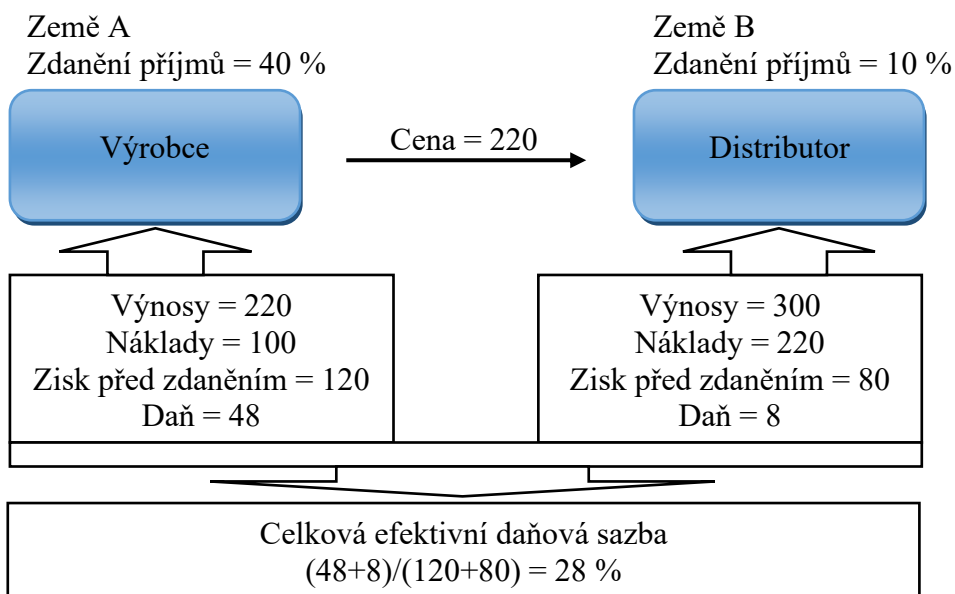 Země A
Zdanění příjmů = 40 %
Země B
Zdanění příjmů = 10 %
Výrobce
Cena = 220
Distributor
Výnosy = 220
Náklady = 100
Zisk před zdaněním = 120
Daň = 48
Výnosy = 300
Náklady = 220
Zisk před zdaněním = 80
Daň = 8
Celková efektivní daňová sazba
(48+8)/(120+80) = 28 %